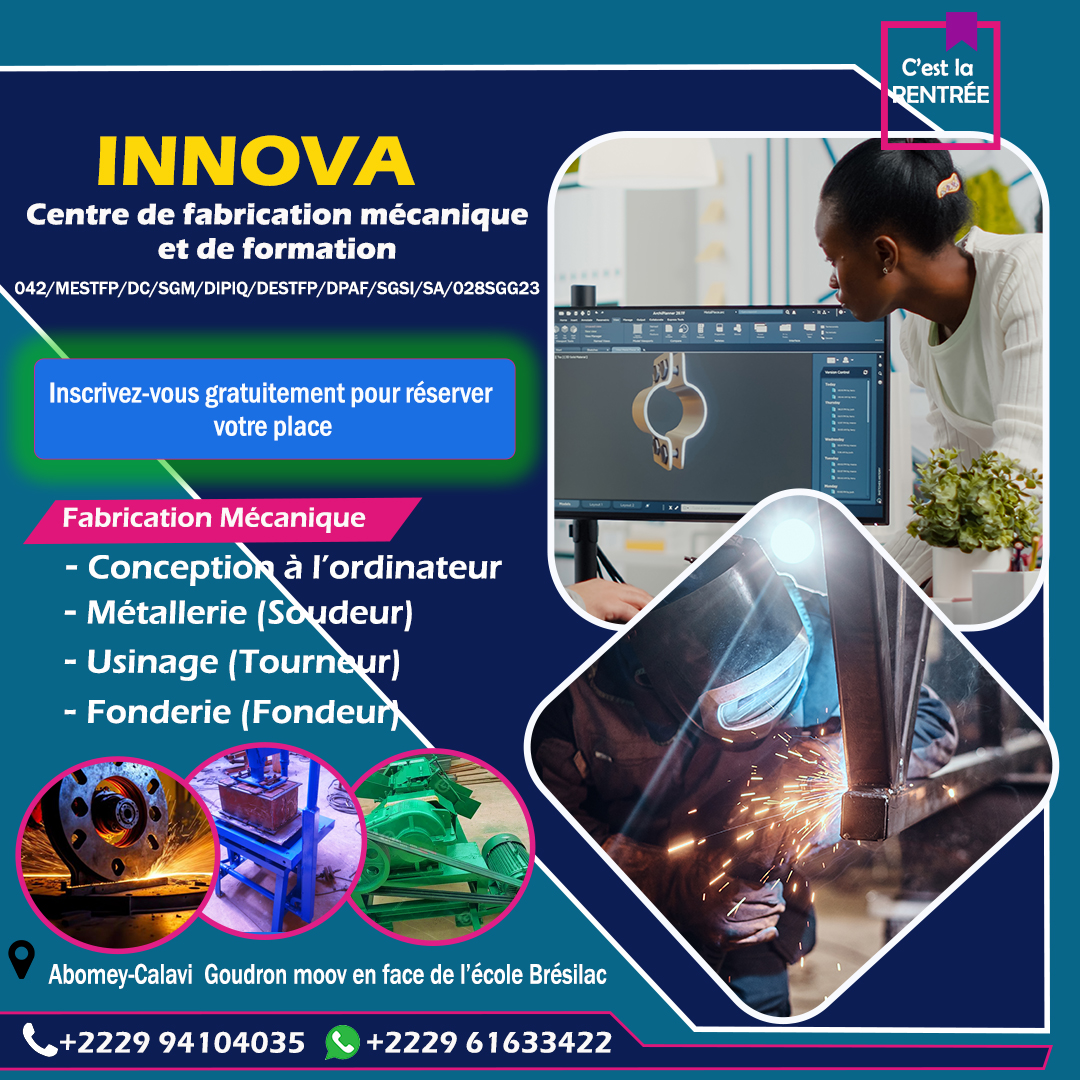 C'est la
RENTRÉE
INNOVA
Centre de fabrication mécanique
et de formation
042/MESTFP/DC/SGM/DIPIQ/DESTFP/DPAF/SGSI/SA/028SGG23
Inscrivez-vous gratuitement pour réserver
votre place
Fabrication Mécanique
- Conception à l'ordinateur
- Métallerie (Soudeur)
- Usinage (Tourneur)
- Fonderie (Fondeur)
Abomey-Calavi Goudron moov en face de l'école Brésilac
+2229 94104035 +2229 61633422
Version Control